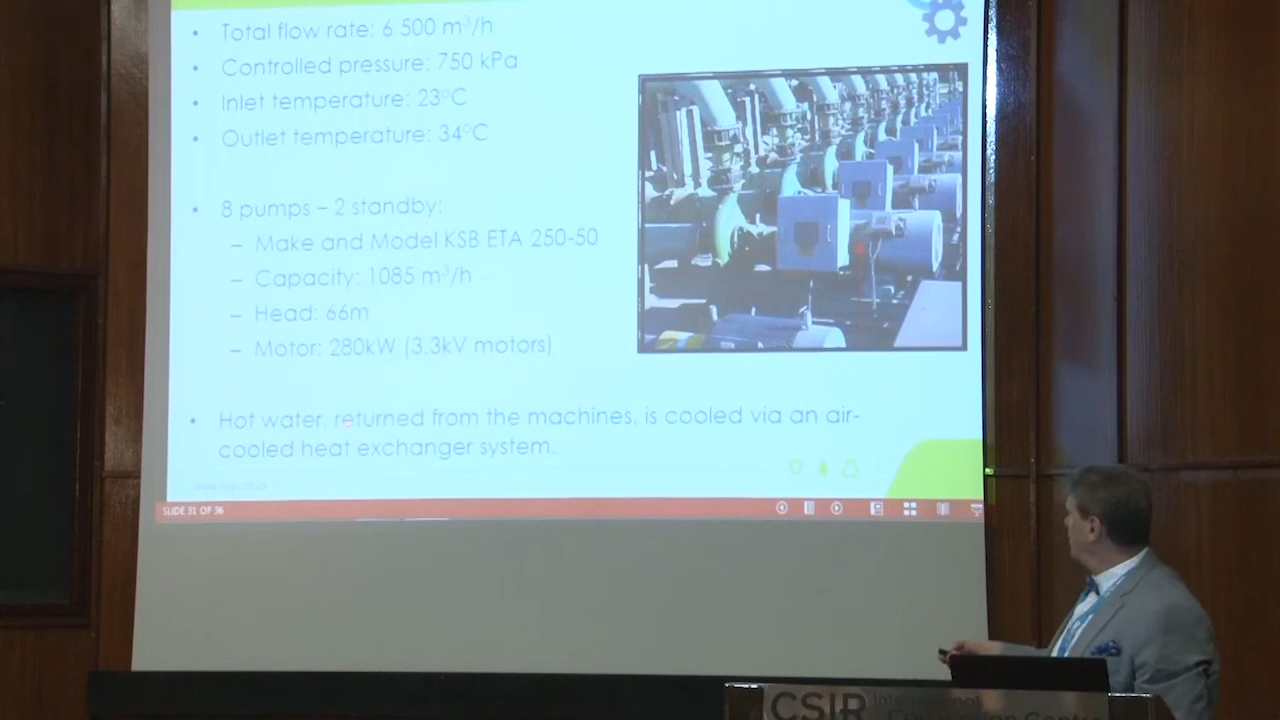 • Total flow rate: 6 500 m³/h
• Controlled pressure: 750 kPa
• Inlet temperature: 23°C
• Outlet temperature: 34°C
• 8 pumps – 2 standby:
– Make and Model KSB ETA 250-50
– Capacity: 1085 m³/h
– Head: 66m
– Motor: 280kW (3.3kV motors)
• Hot water, returned from the machines, is cooled via an air-
cooled heat exchanger system.
SLIDE 31 OF 36
CSIR International
Convention Centre